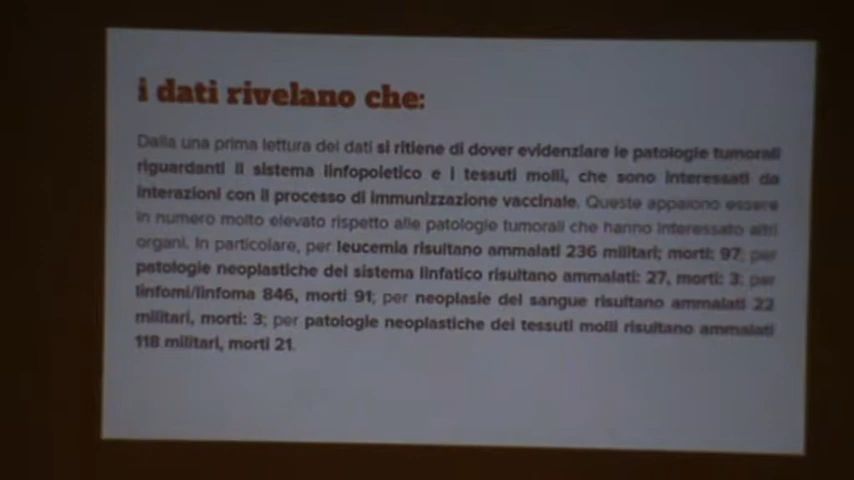 i dati rivelano che:
Dalla una prima lettura dei dati si ritiene di dover evidenziare le patologie tumorali
riguardanti il sistema linfopoietico e i tessuti molli, che sono interessati da
interazioni con il processo di immunizzazione vaccinale. Queste appaiono essere
in numero molto elevato rispetto alle patologie tumorali che hanno interessato altri
organi. In particolare, per leucemia risultano ammalati 236 militari; morti: 97; per
patologie neoplastiche del sistema linfatico risultano ammalati: 27, morti: 3; per
linfomi/linfoma 846, morti 91; per neoplasie del sangue risultano ammalati 22
militari, morti: 3; per patologie neoplastiche dei tessuti molli risultano ammalati
118 militari, morti 21.